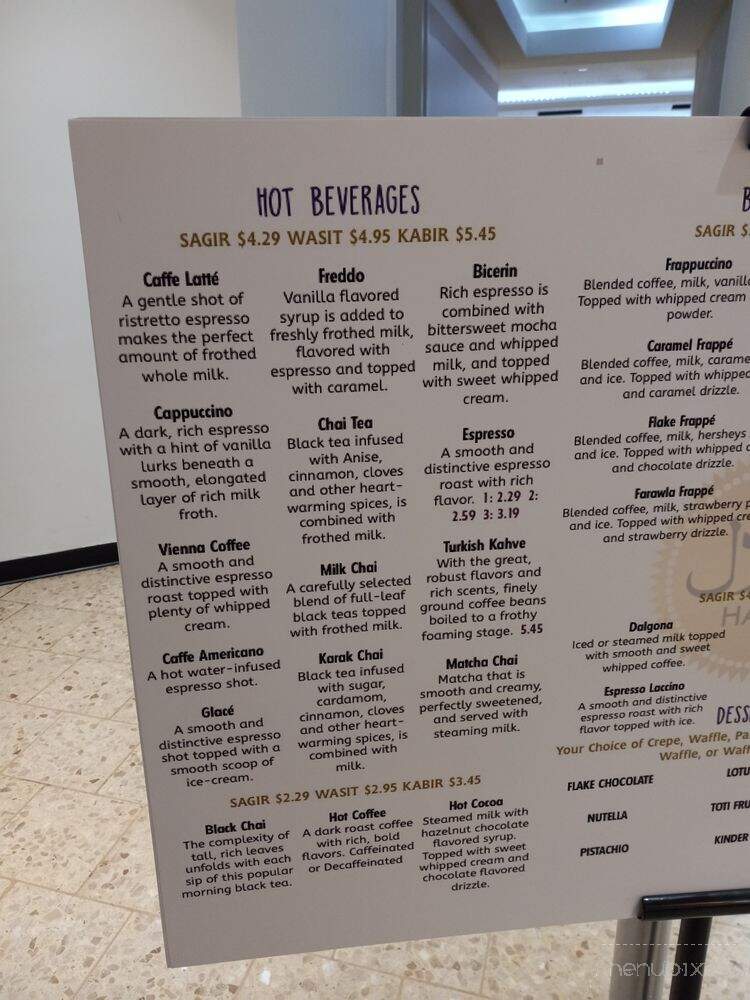 HOT BEVERAGES
SAGIR $4.29 WASIT $4.95 KABIR $5.45
Caffe Latté
A gentle shot of
ristretto espresso
makes the perfect
amount of frothed
whole milk.
Cappuccino
A dark, rich espresso
with a hint of vanilla
lurks beneath a
smooth, elongated
layer of rich milk
froth.
Vienna Coffee
A smooth and
distinctive espresso
roast topped with
plenty of whipped
cream.
Caffe Americano
A hot water-infused
espresso shot.
Glacé
A smooth and
distinctive espresso
shot topped with a
smooth scoop of
ice-cream.
Freddo
Vanilla flavored
syrup is added to
freshly frothed milk,
flavored with
espresso and topped
with caramel.
Chai Tea
Black tea infused
with Anise,
cinnamon, cloves
and other heart-
warming spices, is
combined with
frothed milk.
Milk Chai
A carefully selected
blend of full-leaf
black teas topped
with frothed milk.
Karak Chai
Black tea infused
with sugar,
cardamom,
cinnamon, cloves
and other heart-
warming spices, is
combined with
milk.
Bicerin
Rich espresso is
combined with
bittersweet mocha
sauce and whipped
milk, and topped
with sweet whipped
cream.
Espresso
A smooth and
distinctive espresso
roast with rich
flavor. 1: 2.29 2:
2.59 3: 3.19
Turkish Kahve
With the great,
robust flavors and
rich scents, finely
ground coffee beans
boiled to a frothy
foaming stage. 5.45
Matcha Chai
Matcha that is
smooth and creamy,
perfectly sweetened,
and served with
steaming milk.
SAGIR $2.29 WASIT $2.95 KABIR $3.45
Black Chai
The complexity of
tall, rich leaves
unfolds with each
sip of this popular
morning black tea.
Hot Coffee
A dark roast coffee
with rich, bold
flavors. Caffeinated
or Decaffeinated
Hot Cocoa
Steamed milk with
hazelnut chocolate
flavored syrup.
Topped with sweet
whipped cream and
chocolate flavored
drizzle.
SAGIR $
Frappuccino
Blended coffee, milk, vanilla
Topped with whipped cream
powder.
Caramel Frappé
Blended coffee, milk, carame
and ice. Topped with whipped
and caramel drizzle.
Flake Frappé
Blended coffee, milk, hersheys
and ice. Topped with whipped
and chocolate drizzle.
Farawla Frappé
Blended coffee, milk, strawberry
and ice. Topped with whipped
and strawberry drizzle.
SAGIR $4
Dalgona
Iced or steamed milk topped
with smooth and sweet
whipped coffee.
Espresso Laccino
A smooth and distinctive
espresso roast with rich
flavor topped with ice.
DESS
Your Choice of Crepe, Waffle, Pa
Waffle, or Waff
FLAKE CHOCOLATE
LOTU
NUTELLA
TOTI FRU
PISTACHIO
KINDER